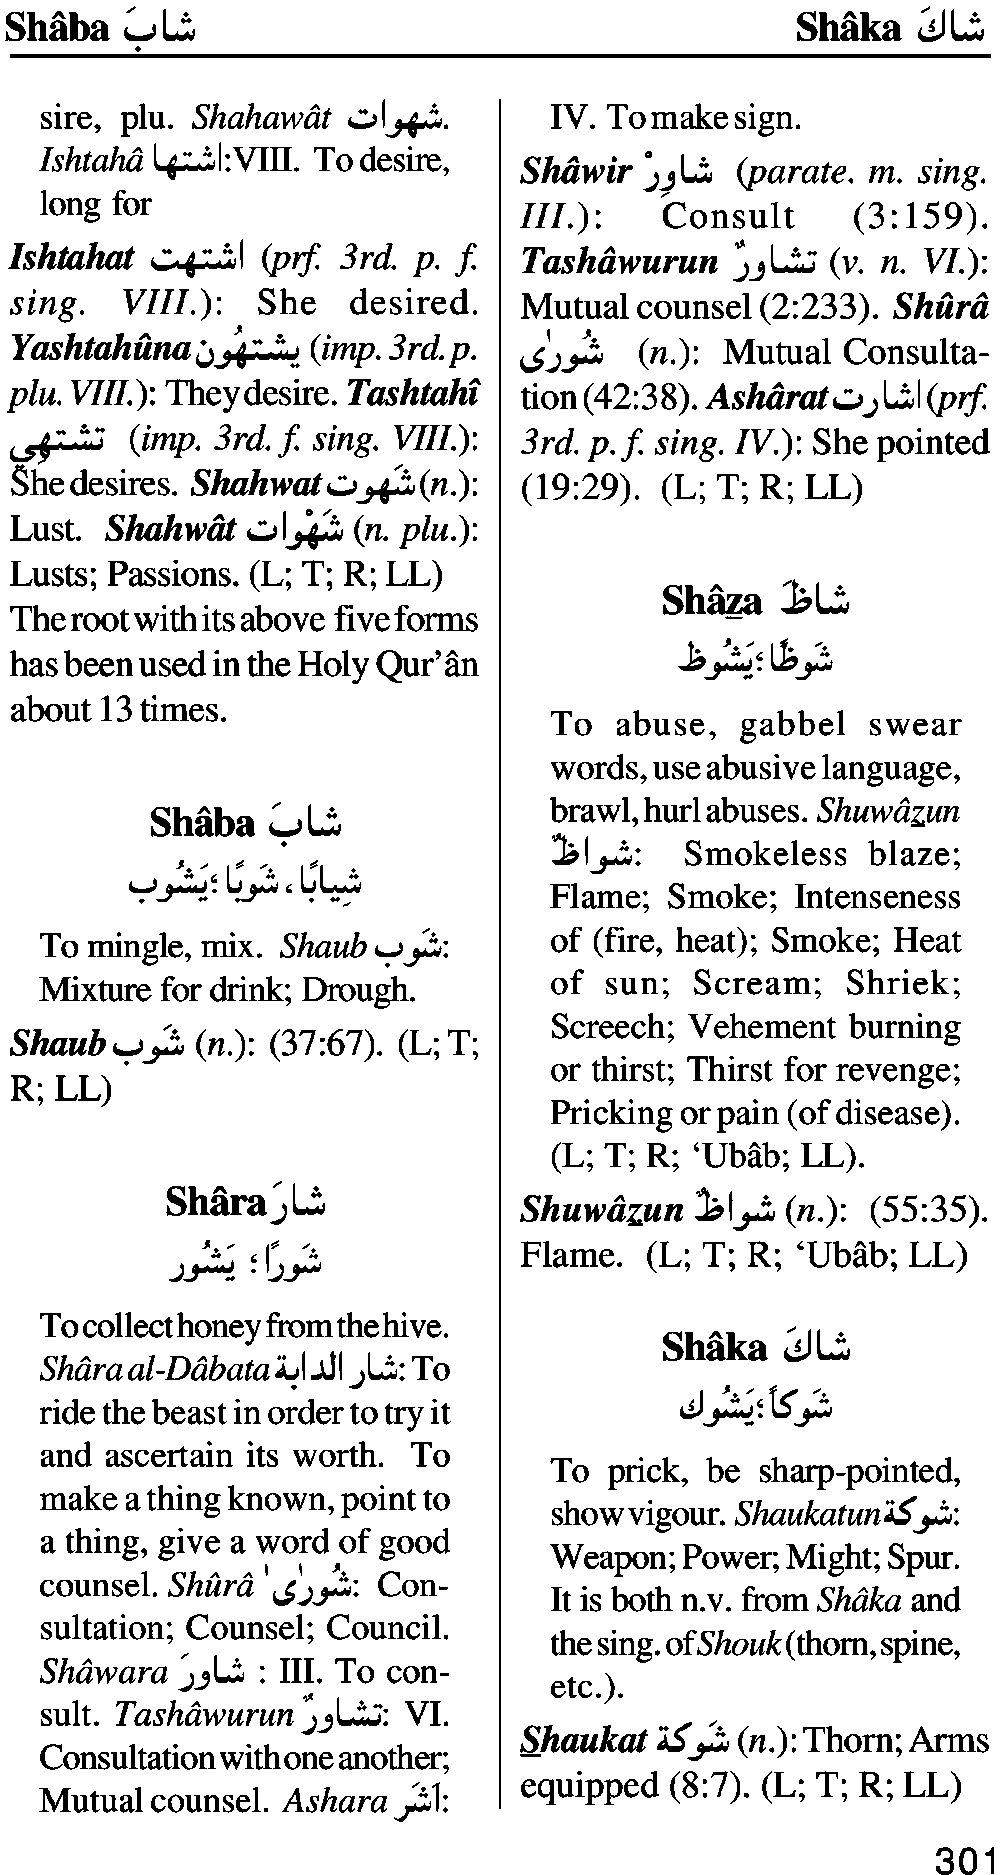 Shâba شابَ
Shâka شاكَ
sire, plu. Shahawât شهوات.
Ishtahâ اشتها:VIII. To desire,
long for
Ishtahat اشتهت (prf. 3rd. p. f.
sing. VIII.): She desired.
Yashtahûna يشتهُون (imp. 3rd. p.
plu. VIII.): They desire. Tashtahî
تشتهِي (imp. 3rd. f. sing. VIII.):
She desires. Shahwat شَهوت (n.):
Lust. Shahwât شَهْوات (n. plu.):
Lusts; Passions. (L; T; R; LL)
The root with its above five forms
has been used in the Holy Qur’ân
about 13 times.
Shâba شابَ
شِيابًا ، شَوبًا ؛ يَشُوب
To mingle, mix. Shaub شَوب:
Mixture for drink; Drough.
Shaub شَوب (n.): (37:67). (L; T;
R; LL)
Shâra شارَ
شَورًا ؛ يَشُور
To collect honey from the hive.
Shâra al-Dâbata شار الدابة: To
ride the beast in order to try it
and ascertain its worth. To
make a thing known, point to
a thing, give a word of good
counsel. Shûrâ شُورٰى: Con-
sultation; Counsel; Council.
Shâwara شاورَ : III. To con-
sult. Tashâwurun تشاورٌ: VI.
Consultation with one another;
Mutual counsel. Ashara اَشَر:
IV. To make sign.
Shâwir شاوِرْ (parate. m. sing.
III.): Consult (3:159).
Tashâwurun تشاورٌ (v. n. VI.):
Mutual counsel (2:233). Shûrâ
شُورٰى (n.): Mutual Consulta-
tion (42:38). Ashârat اشارت (prf.
3rd. p. f. sing. IV.): She pointed
(19:29). (L; T; R; LL)
Shâza شاظَ
شَوظًا ؛ يَشُوظ
To abuse, gabbel swear
words, use abusive language,
brawl, hurl abuses. Shuwâzun
شواظٌ: Smokeless blaze;
Flame; Smoke; Intenseness
of (fire, heat); Smoke; Heat
of sun; Scream; Shriek;
Screech; Vehement burning
or thirst; Thirst for revenge;
Pricking or pain (of disease).
(L; T; R; ‘Ubâb; LL).
Shuwâzun شواظٌ (n.): (55:35).
Flame. (L; T; R; ‘Ubâb; LL)
Shâka شاكَ
شَوكاً ؛ يَشُوك
To prick, be sharp-pointed,
show vigour. Shaukatun شوكة:
Weapon; Power; Might; Spur.
It is both n.v. from Shâka and
the sing. of Shouk (thorn, spine,
etc.).
Shaukat شَوكة (n.): Thorn; Arms
equipped (8:7). (L; T; R; LL)
301